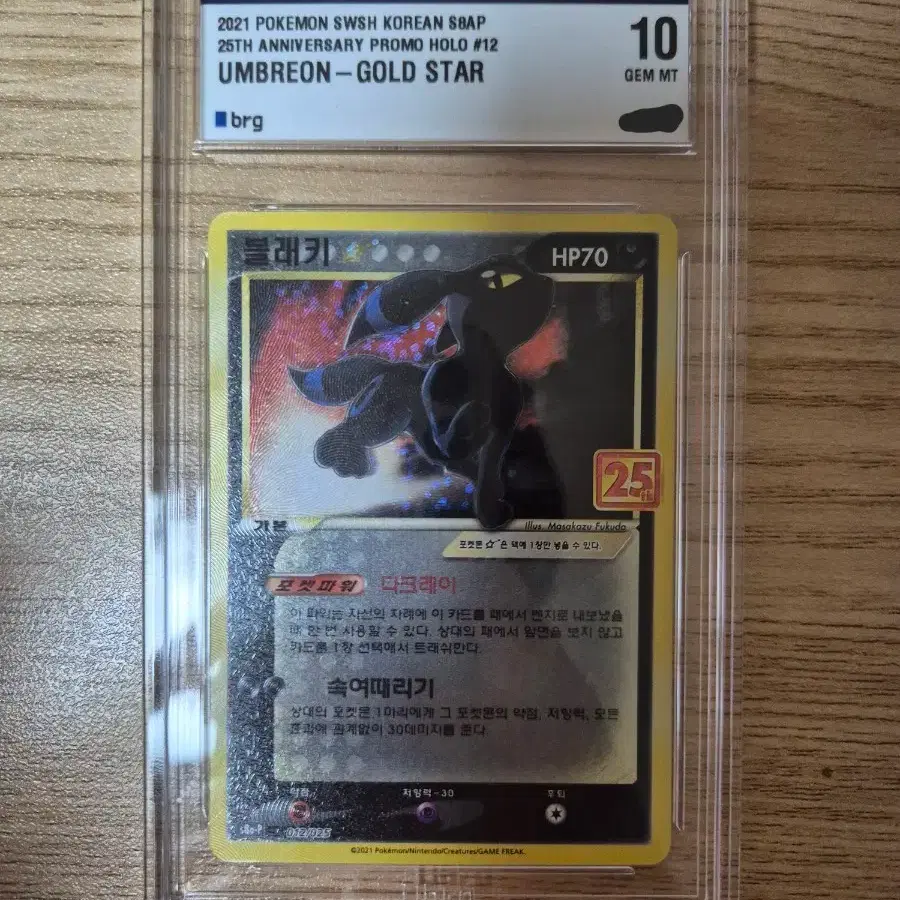 2021 POKEMON SWSH KOREAN S8AP
25TH ANNIVERSARY PROMO HOLO #12
UMBREON – GOLD STAR
10
GEM MT
brg
블래키
HP70
25th
기본
Illus. Masakazu Fukuda
포켓몬☆은 덱에 1장만 넣을 수 있다.
포켓파워 다크레이
이 파워는 자신의 차례에 이 카드를 패에서 벤치로 내보냈을
때 한 번 사용할 수 있다. 상대의 패에서 앞면을 보지 않고
카드를 1장 선택해서 트래쉬한다.
속여때리기
상대의 포켓몬 1마리에게 그 포켓몬의 약점, 저항력, 모든
효과에 관계없이 30데미지를 준다.
약점 저항력 -30 후퇴
s8a-P 012/025
©2021 Pokémon/Nintendo/Creatures/GAME FREAK.